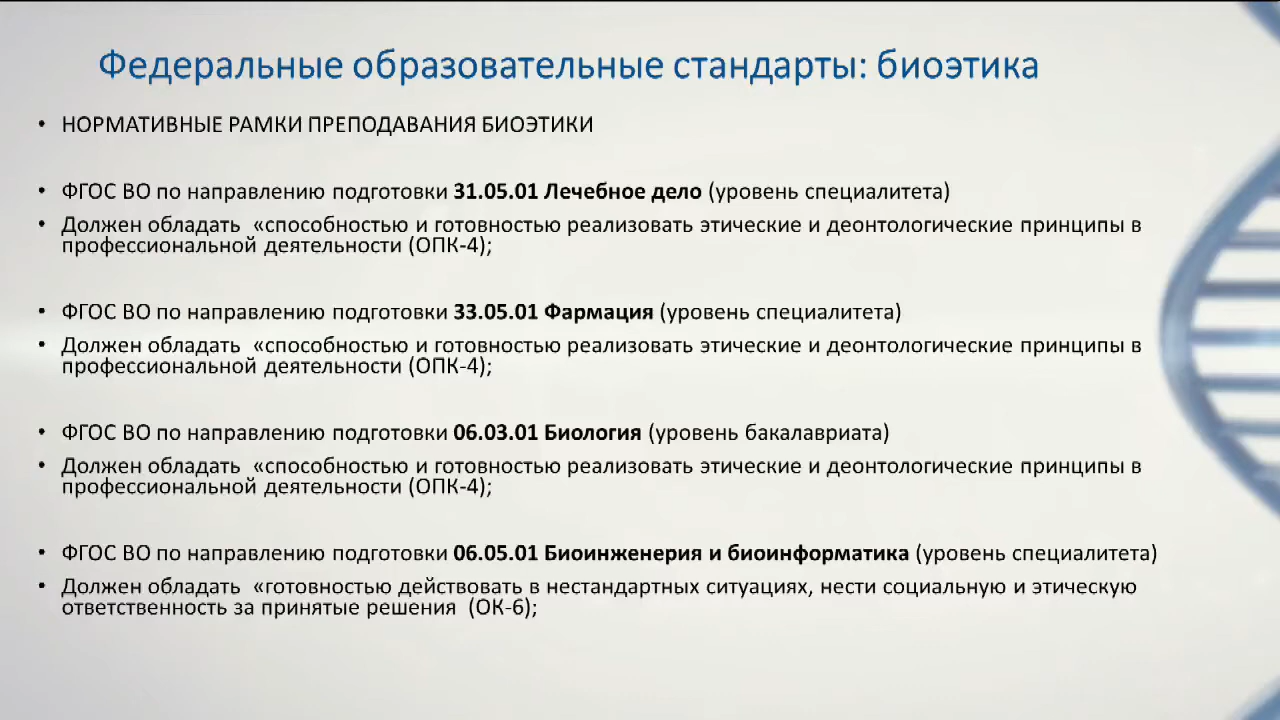 Федеральные образовательные стандарты: биоэтика
• НОРМАТИВНЫЕ РАМКИ ПРЕПОДАВАНИЯ БИОЭТИКИ
• ФГОС ВО по направлению подготовки 31.05.01 Лечебное дело (уровень специалитета)
• Должен обладать «способностью и готовностью реализовать этические и деонтологические принципы в
профессиональной деятельности (ОПК-4);
• ФГОС ВО по направлению подготовки 33.05.01 Фармация (уровень специалитета)
• Должен обладать «способностью и готовностью реализовать этические и деонтологические принципы в
профессиональной деятельности (ОПК-4);
• ФГОС ВО по направлению подготовки 06.03.01 Биология (уровень бакалавриата)
• Должен обладать «способностью и готовностью реализовать этические и деонтологические принципы в
профессиональной деятельности (ОПК-4);
• ФГОС ВО по направлению подготовки 06.05.01 Биоинженерия и биоинформатика (уровень специалитета)
• Должен обладать «готовностью действовать в нестандартных ситуациях, нести социальную и этическую
ответственность за принятые решения (ОК-6);